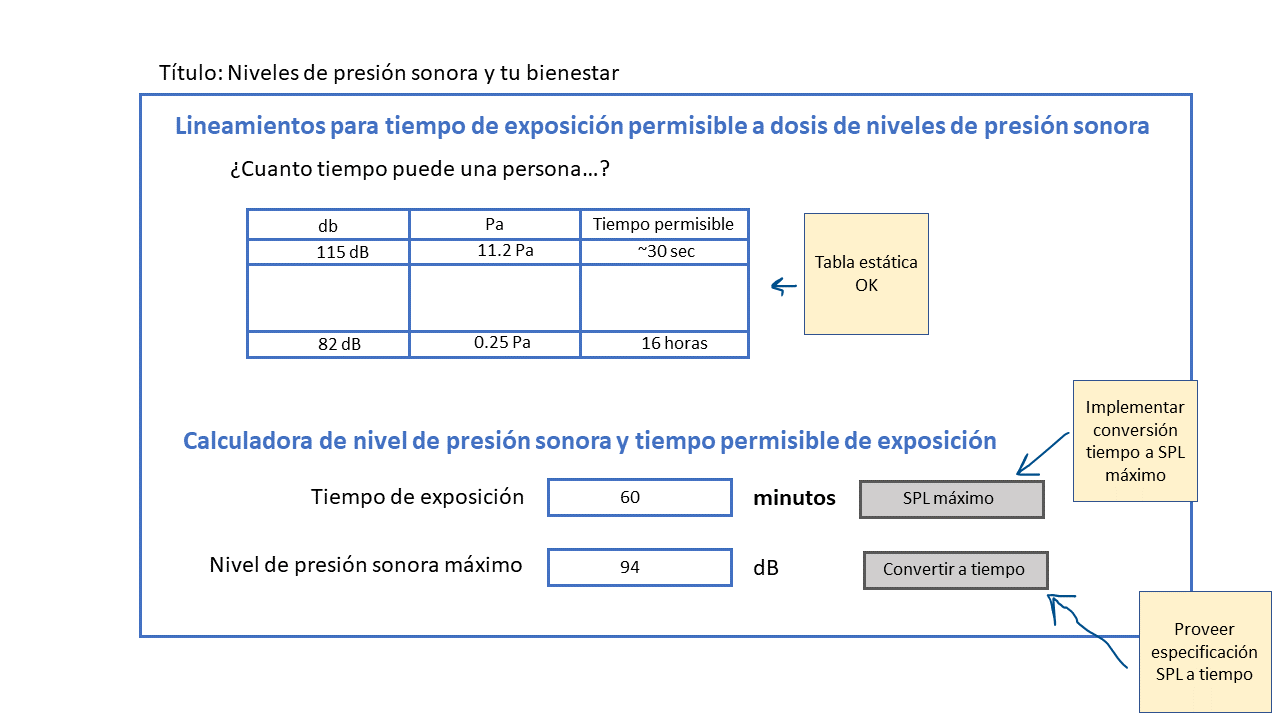 Título: Niveles de presión sonora y tu bienestar
Lineamientos para tiempo de exposición permisible a dosis de niveles de presión sonora
¿Cuanto tiempo puede una persona…?
db Pa Tiempo permisible
115 dB 11.2 Pa ~30 sec
82 dB 0.25 Pa 16 horas
Tabla estática
OK
Calculadora de nivel de presión sonora y tiempo permisible de exposición
Implementar
conversión
tiempo a SPL
máximo
Tiempo de exposición 60 minutos SPL máximo
Nivel de presión sonora máximo 94 dB Convertir a tiempo
Proveer
especificación
SPL a tiempo